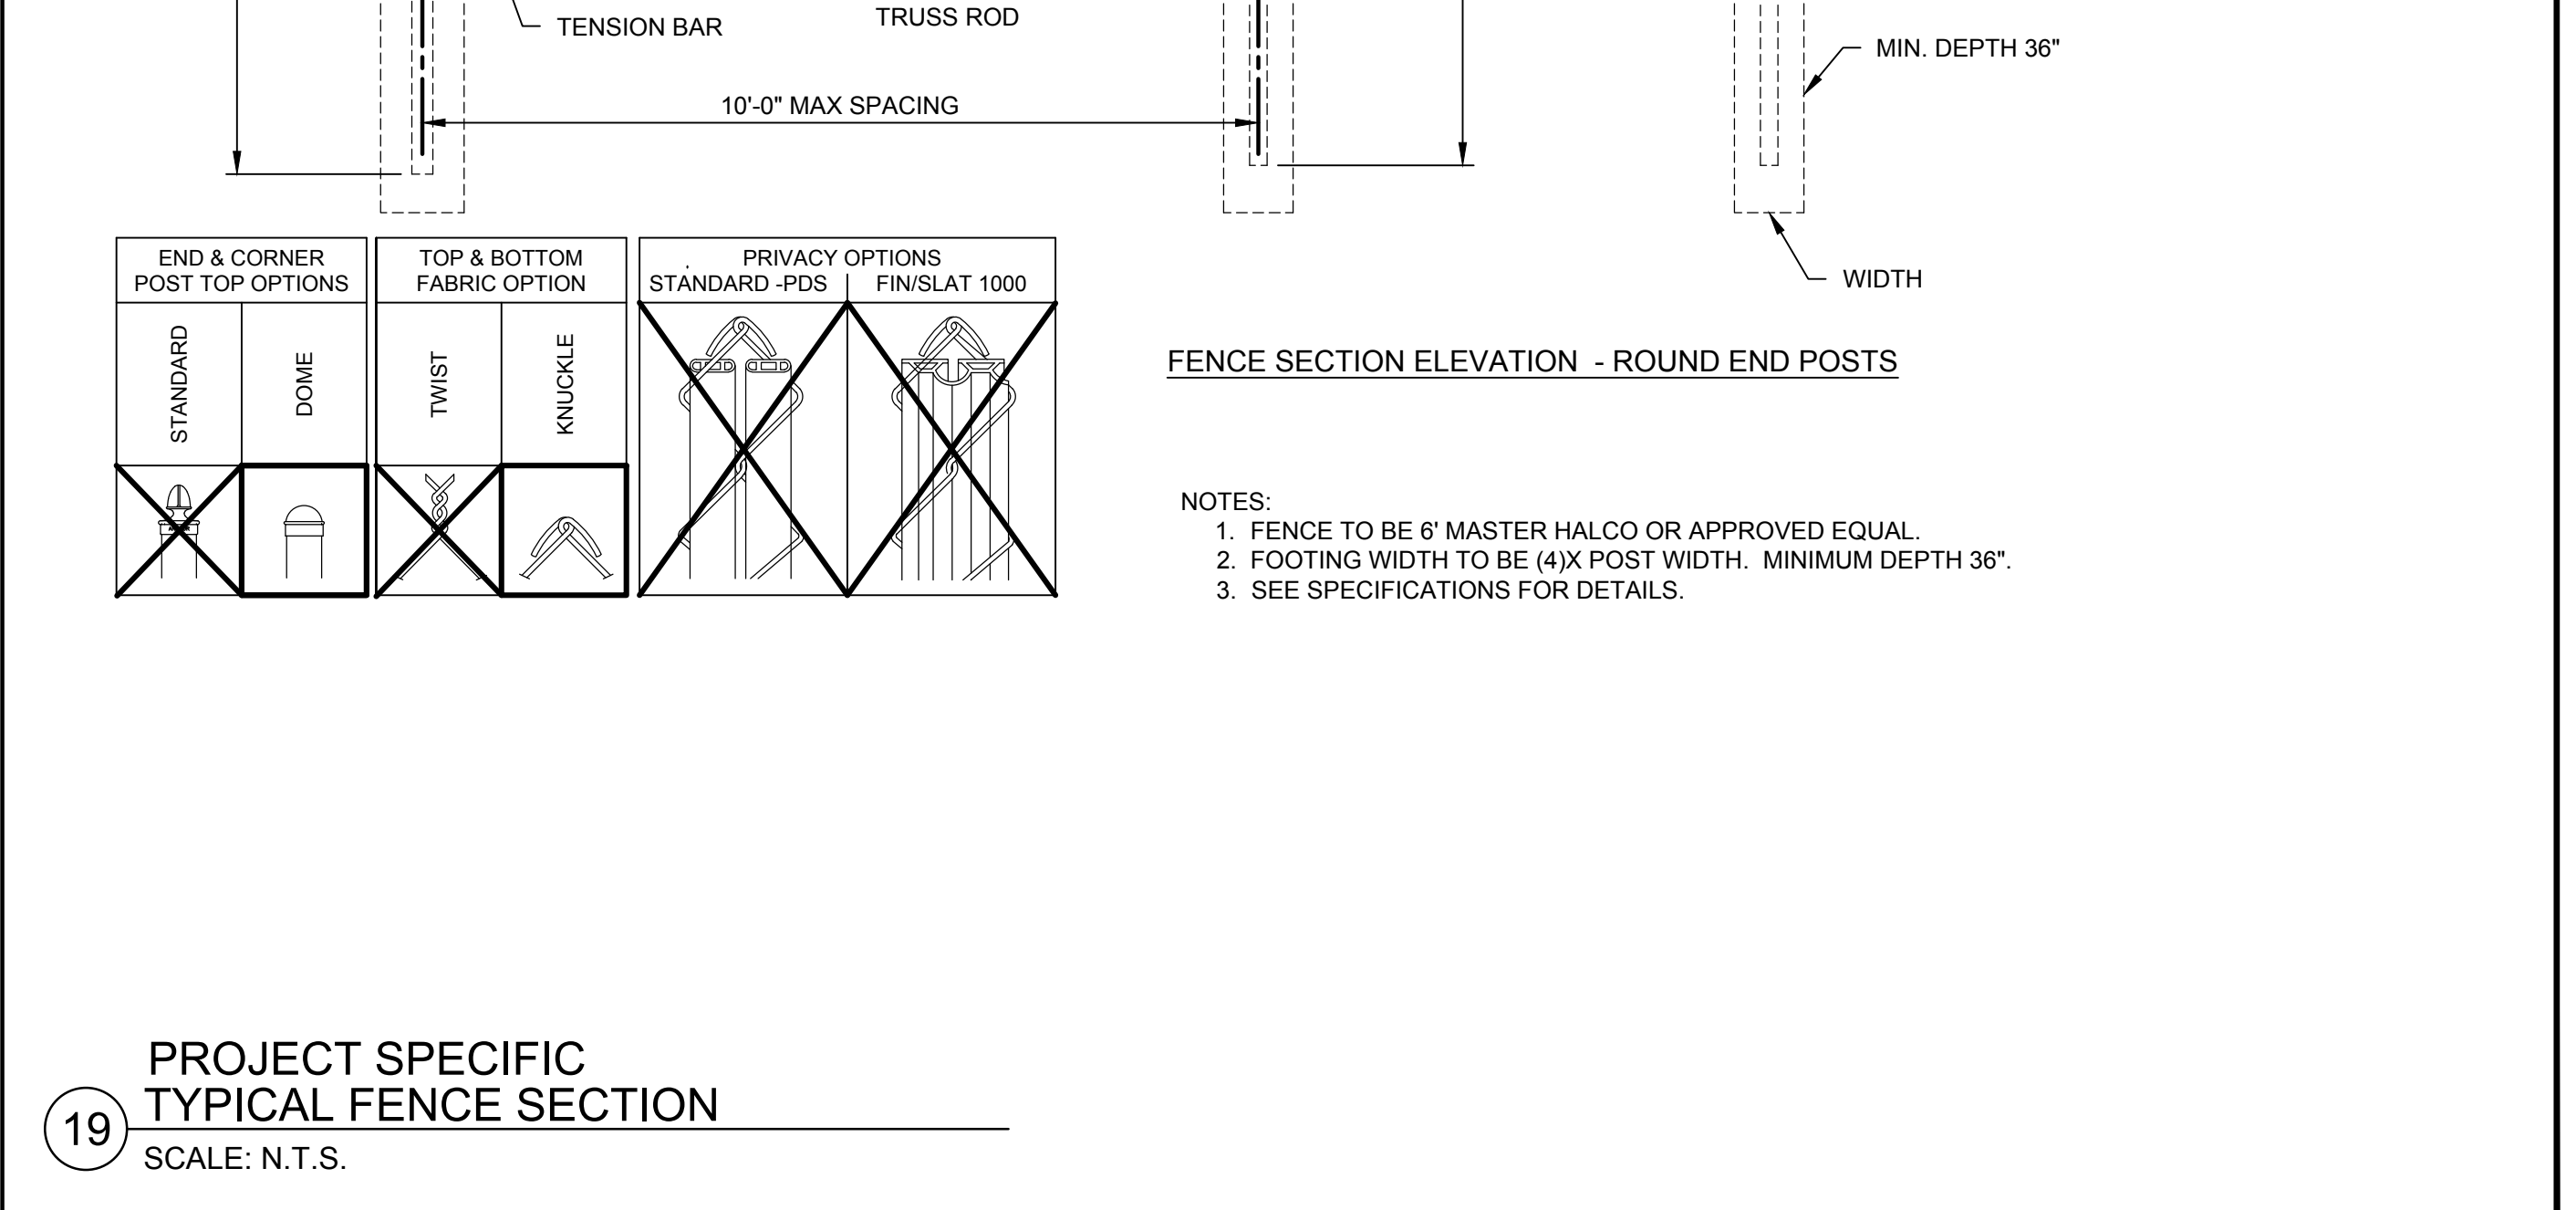 TENSION BAR
TRUSS ROD
MIN. DEPTH 36"
10'-0" MAX SPACING
WIDTH
END & CORNER
POST TOP OPTIONS
STANDARD
DOME
TOP & BOTTOM
FABRIC OPTION
TWIST
KNUCKLE
PRIVACY OPTIONS
STANDARD -PDS
FIN/SLAT 1000
FENCE SECTION ELEVATION - ROUND END POSTS
NOTES:
1. FENCE TO BE 6' MASTER HALCO OR APPROVED EQUAL.
2. FOOTING WIDTH TO BE (4)X POST WIDTH. MINIMUM DEPTH 36".
3. SEE SPECIFICATIONS FOR DETAILS.
PROJECT SPECIFIC
TYPICAL FENCE SECTION
19
SCALE: N.T.S.